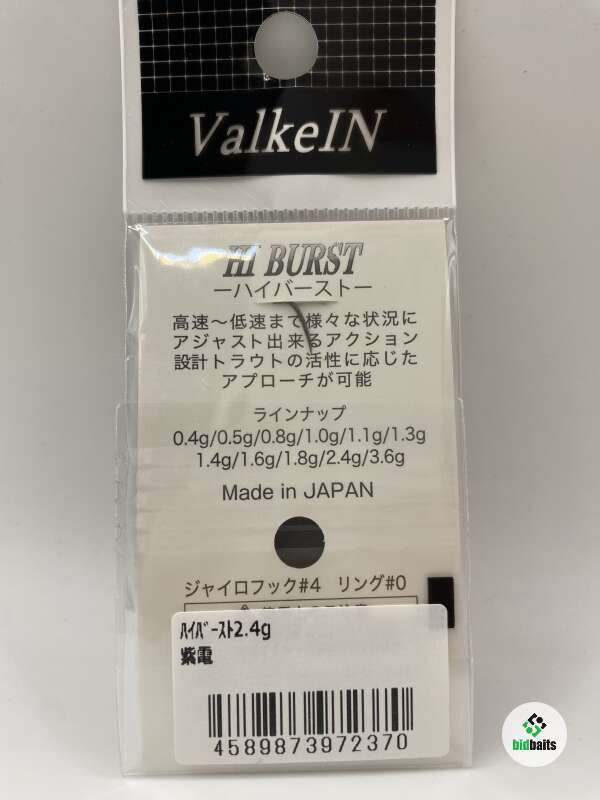 ValkeIN
HI BURST
ーハイバーストー
高速～低速まで様々な状況に
アジャスト出来るアクション
設計トラウトの活性に応じた
アプローチが可能
ラインナップ
0.4g/0.5g/0.8g/1.0g/1.1g/1.3g
1.4g/1.6g/1.8g/2.4g/3.6g
Made in JAPAN
ジャイロフック#4 リング#0
ﾊｲﾊﾞｰｽﾄ2.4g
紫電
4589873972370
bidbaits